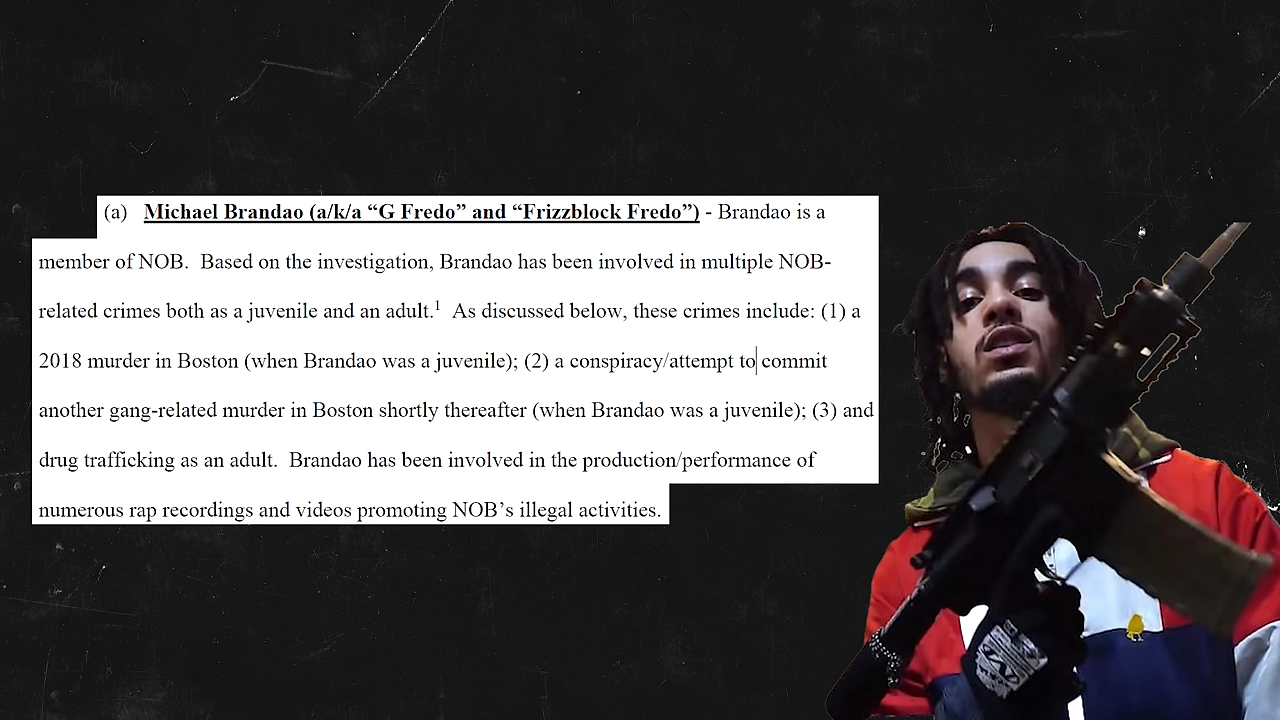 (a) Michael Brandao (a/k/a “G Fredo” and “Frizzblock Fredo”) - Brandao is a
member of NOB. Based on the investigation, Brandao has been involved in multiple NOB-
related crimes both as a juvenile and an adult.¹ As discussed below, these crimes include: (1) a
2018 murder in Boston (when Brandao was a juvenile); (2) a conspiracy/attempt to commit
another gang-related murder in Boston shortly thereafter (when Brandao was a juvenile); (3) and
drug trafficking as an adult. Brandao has been involved in the production/performance of
numerous rap recordings and videos promoting NOB’s illegal activities.